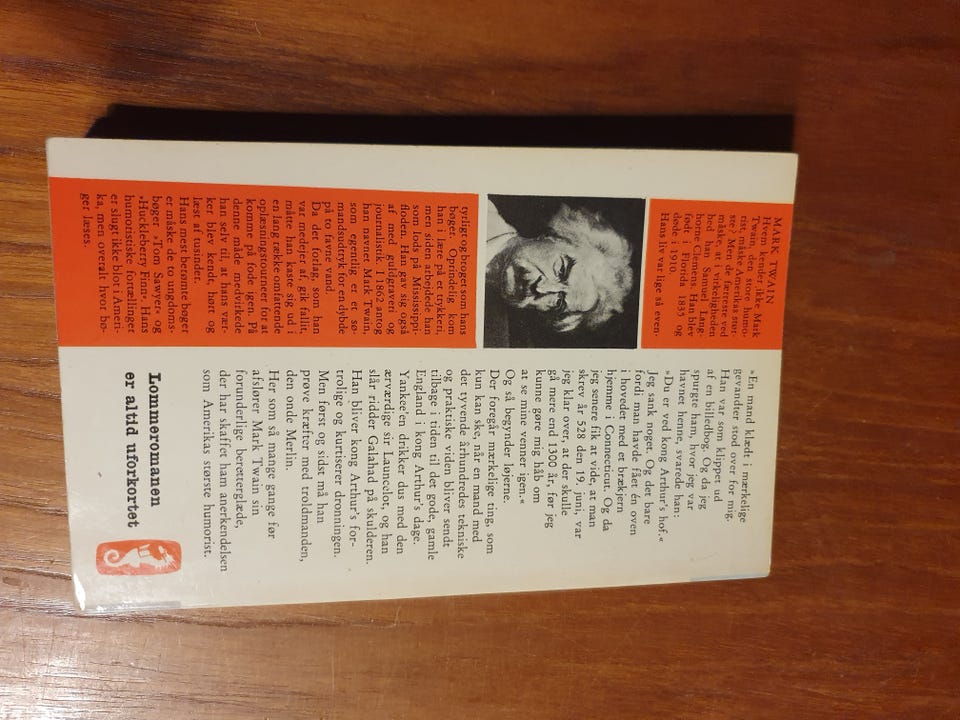 MARK TWAIN
Hvem kender ikke Mark
Twain, den store humo-
rist, måske Amerikas stør-
ste? Men de færreste ved
måske, at i virkeligheden
hed han Samuel Lang-
horne Clemens. Han blev
født i Florida 1835 og
døde i 1910.
Hans liv var lige så even-
tyrligt og broget som hans
bøger. Oprindelig kom
han i lære på et trykkeri,
men siden arbejdede han
som lods på Mississippi-
floden. Han gav sig også
af med guldgraveri og
journalistik. I 1862 antog
han navnet Mark Twain,
som egentlig er et sø-
mandsudtryk for en dybde
på to favne vand.
Da det forlag, som han
var medejer af, gik fallit,
måtte han kaste sig ud i
en lang række omfattende
oplæsningstourneer for at
komme på fode igen. På
denne måde medvirkede
han selv til, at hans vær-
ker blev kendt, hørt og
læst af tusinder.
Hans mest berømte bøger
er måske de to ungdoms-
bøger »Tom Sawyer« og
»Huckleberry Finn«. Hans
humoristiske fortællinger
er slugt ikke blot i Ameri-
ka, men overalt hvor bø-
ger læses.
»En mand klædt i mærkelige
gevandter stod over for mig.
Han var som klippet ud
af en billedbog. Og da jeg
spurgte ham, hvor jeg var
havnet henne, svarede han:
»Du er ved kong Arthur's hof.«
Jeg sank noget. Og det bare
fordi man havde fået én oven
i hovedet med et brækjern
hjemme i Connecticut. Og da
jeg senere fik at vide, at man
skrev år 528 den 19. juni, var
jeg klar over, at der skulle
gå mere end 1300 år, før jeg
kunne gøre mig håb om
at se mine venner igen.«
Og så begynder løjerne.
Der foregår mærkelige ting, som
kun kan ske, når en mand med
det tyvende århundredes tekniske
og praktiske viden bliver sendt
tilbage i tiden til det gode, gamle
England i kong Arthur's dage.
Yankee'en drikker dus med den
ærværdige sir Launcelot, og han
slår ridder Galahad på skulderen.
Han bliver kong Arthur's for-
trolige og kurtiserer dronningen.
Men først og sidst må han
prøve kræfter med troldmanden,
den onde Merlin.
Her som så mange gange før
afslører Mark Twain sin
forunderlige beretterglæde,
der har skaffet ham anerkendelsen
som Amerikas største humorist.
Lommeromanen
er altid uforkortet